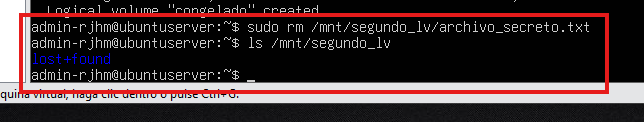 Logical volume "congelado" created
admin-rjhm@ubuntuserver:~$ sudo rm /mnt/segundo_lv/archivo_secreto.txt
admin-rjhm@ubuntuserver:~$ ls /mnt/segundo_lv
lost+found
admin-rjhm@ubuntuserver:~$ _
quina virtual, haga clic dentro o pulse Ctrl+G.